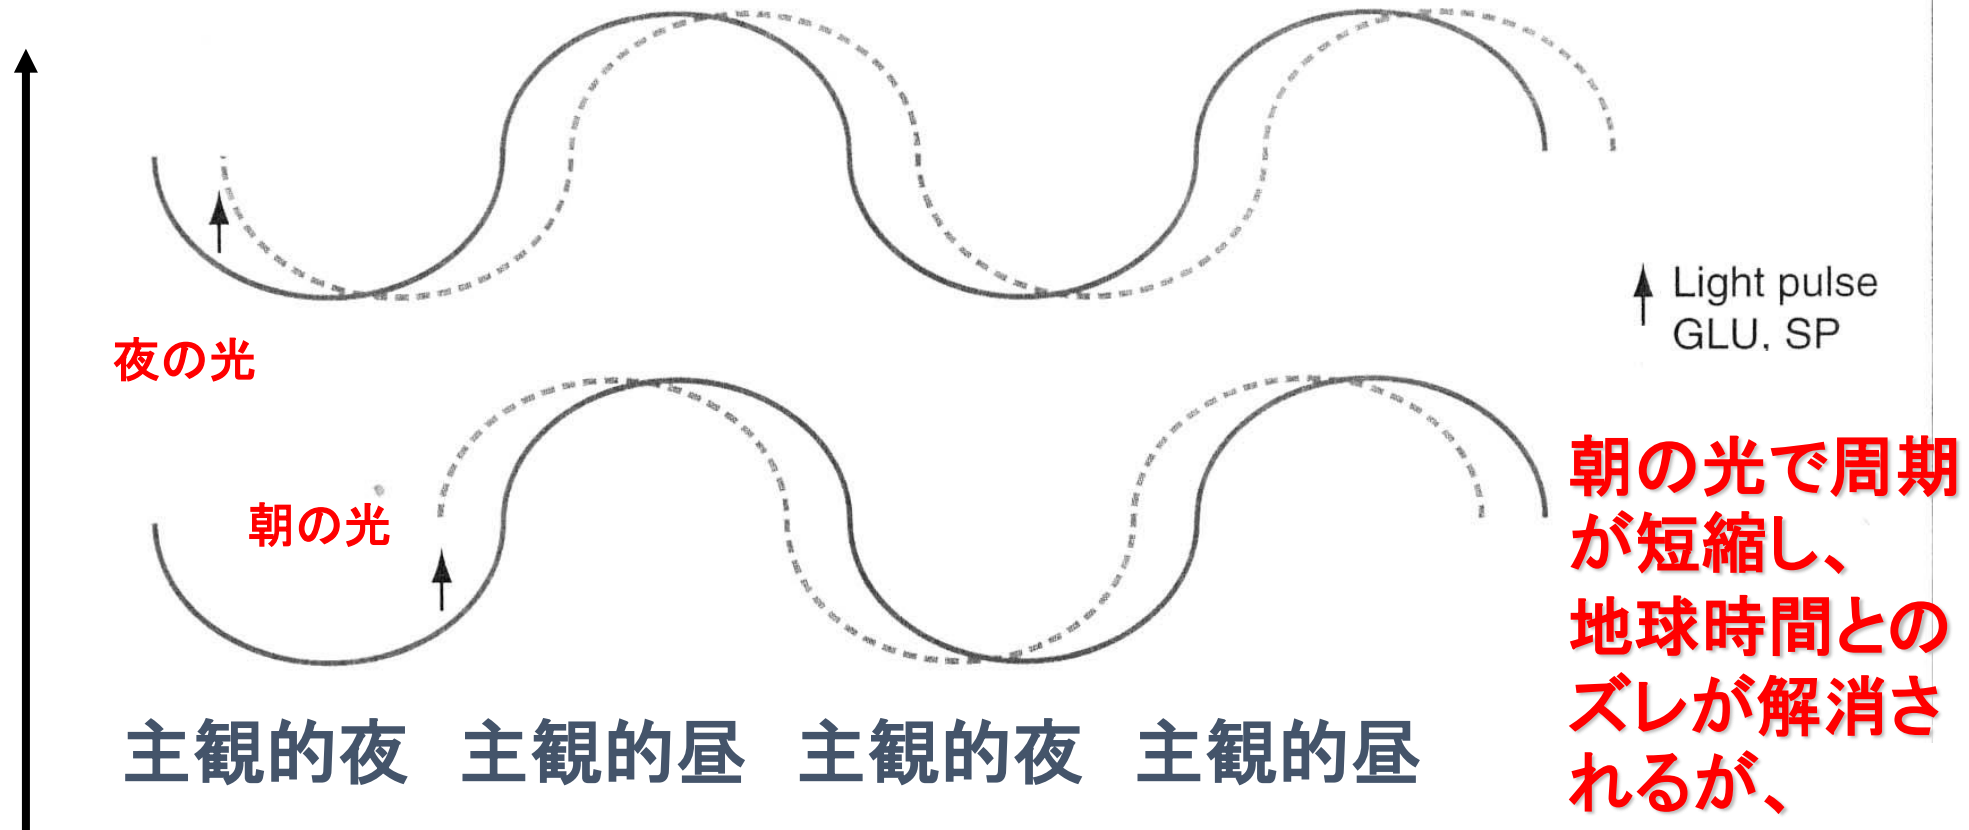 Light pulse
GLU, SP
夜の光
朝の光
朝の光で周期
が短縮し、
地球時間との
ズレが解消さ
れるが、
主観的夜 主観的昼 主観的夜 主観的昼